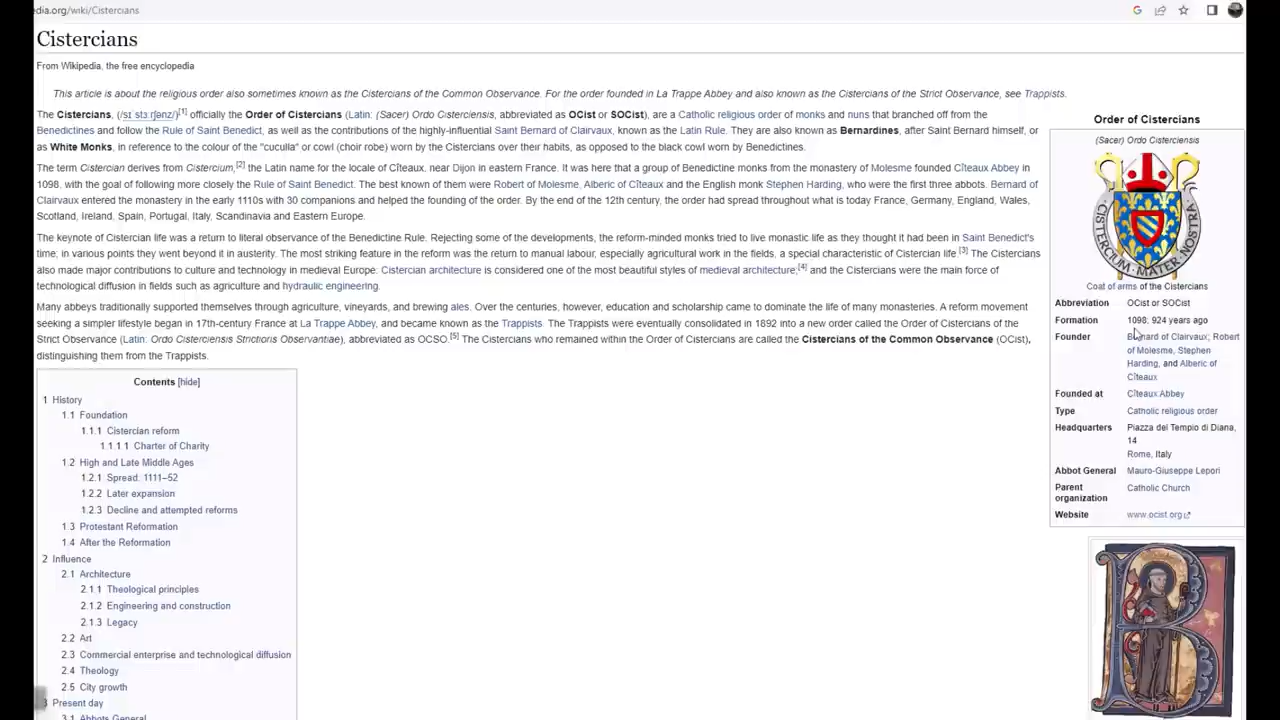 edia.org/wiki/Cistercians
Cistercians
From Wikipedia, the free encyclopedia
This article is about the religious order also sometimes known as the Cistercians of the Common Observance. For the order founded in La Trappe Abbey and also known as the Cistercians of the Strict Observance, see Trappists.
The Cistercians, (/sɪˈstɜːrʃənz/)[1] officially the Order of Cistercians (Latin: (Sacer) Ordo Cisterciensis, abbreviated as OCist or SOCist), are a Catholic religious order of monks and nuns that branched off from the
Benedictines and follow the Rule of Saint Benedict, as well as the contributions of the highly-influential Saint Bernard of Clairvaux, known as the Latin Rule. They are also known as Bernardines, after Saint Bernard himself, or
as White Monks, in reference to the colour of the "cuculla" or cowl (choir robe) worn by the Cistercians over their habits, as opposed to the black cowl worn by Benedictines.
The term Cistercian derives from Cistercium,[2] the Latin name for the locale of Cîteaux, near Dijon in eastern France. It was here that a group of Benedictine monks from the monastery of Molesme founded Cîteaux Abbey in
1098, with the goal of following more closely the Rule of Saint Benedict. The best known of them were Robert of Molesme, Alberic of Cîteaux and the English monk Stephen Harding, who were the first three abbots. Bernard of
Clairvaux entered the monastery in the early 1110s with 30 companions and helped the founding of the order. By the end of the 12th century, the order had spread throughout what is today France, Germany, England, Wales,
Scotland, Ireland, Spain, Portugal, Italy, Scandinavia and Eastern Europe.
The keynote of Cistercian life was a return to literal observance of the Benedictine Rule. Rejecting some of the developments, the reform-minded monks tried to live monastic life as they thought it had been in Saint Benedict's
time; in various points they went beyond it in austerity. The most striking feature in the reform was the return to manual labour, especially agricultural work in the fields, a special characteristic of Cistercian life.[3] The Cistercians
also made major contributions to culture and technology in medieval Europe. Cistercian architecture is considered one of the most beautiful styles of medieval architecture;[4] and the Cistercians were the main force of
technological diffusion in fields such as agriculture and hydraulic engineering.
Many abbeys traditionally supported themselves through agriculture, vineyards, and brewing ales. Over the centuries, however, education and scholarship came to dominate the life of many monasteries. A reform movement
seeking a simpler lifestyle began in 17th-century France at La Trappe Abbey, and became known as the Trappists. The Trappists were eventually consolidated in 1892 into a new order called the Order of Cistercians of the
Strict Observance (Latin: Ordo Cisterciensis Strictioris Observantiae), abbreviated as OCSO.[5] The Cistercians who remained within the Order of Cistercians are called the Cistercians of the Common Observance (OCist),
distinguishing them from the Trappists.
Contents [hide]
1 History
1.1 Foundation
1.1.1 Cistercian reform
1.1.1.1 Charter of Charity
1.2 High and Late Middle Ages
1.2.1 Spread: 1111–52
1.2.2 Later expansion
1.2.3 Decline and attempted reforms
1.3 Protestant Reformation
1.4 After the Reformation
2 Influence
2.1 Architecture
2.1.1 Theological principles
2.1.2 Engineering and construction
2.1.3 Legacy
2.2 Art
2.3 Commercial enterprise and technological diffusion
2.4 Theology
2.5 City growth
3 Present day
3.1 Abbots General
Order of Cistercians
(Sacer) Ordo Cisterciensis
CISTERCIUM MATER NOSTRA
Coat of arms of the Cistercians
Abbreviation OCist or SOCist
Formation 1098; 924 years ago
Founder Bernard of Clairvaux; Robert
of Molesme, Stephen
Harding, and Alberic of
Cîteaux
Founded at Cîteaux Abbey
Type Catholic religious order
Headquarters Piazza del Tempio di Diana,
14
Rome, Italy
Abbot General Mauro-Giuseppe Lepori
Parent Catholic Church
organization
Website www.ocist.org
B